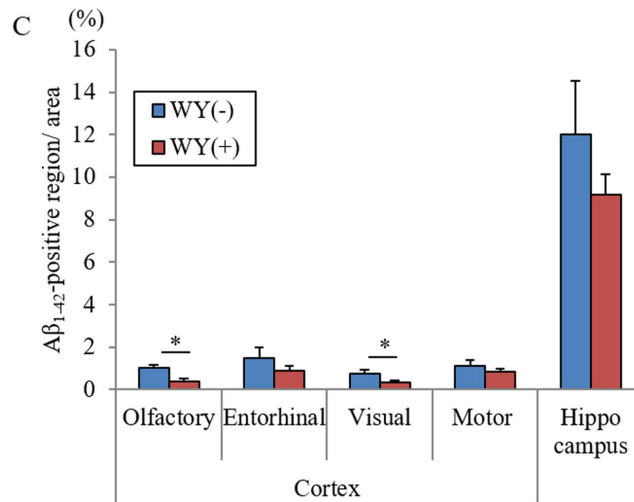 C
(%)
Aβ1-42-positive region/ area
16
14
12
10
8
6
4
2
0
WY(-)
WY(+)
*
*
Olfactory Entorhinal Visual Motor Hippo
campus
Cortex